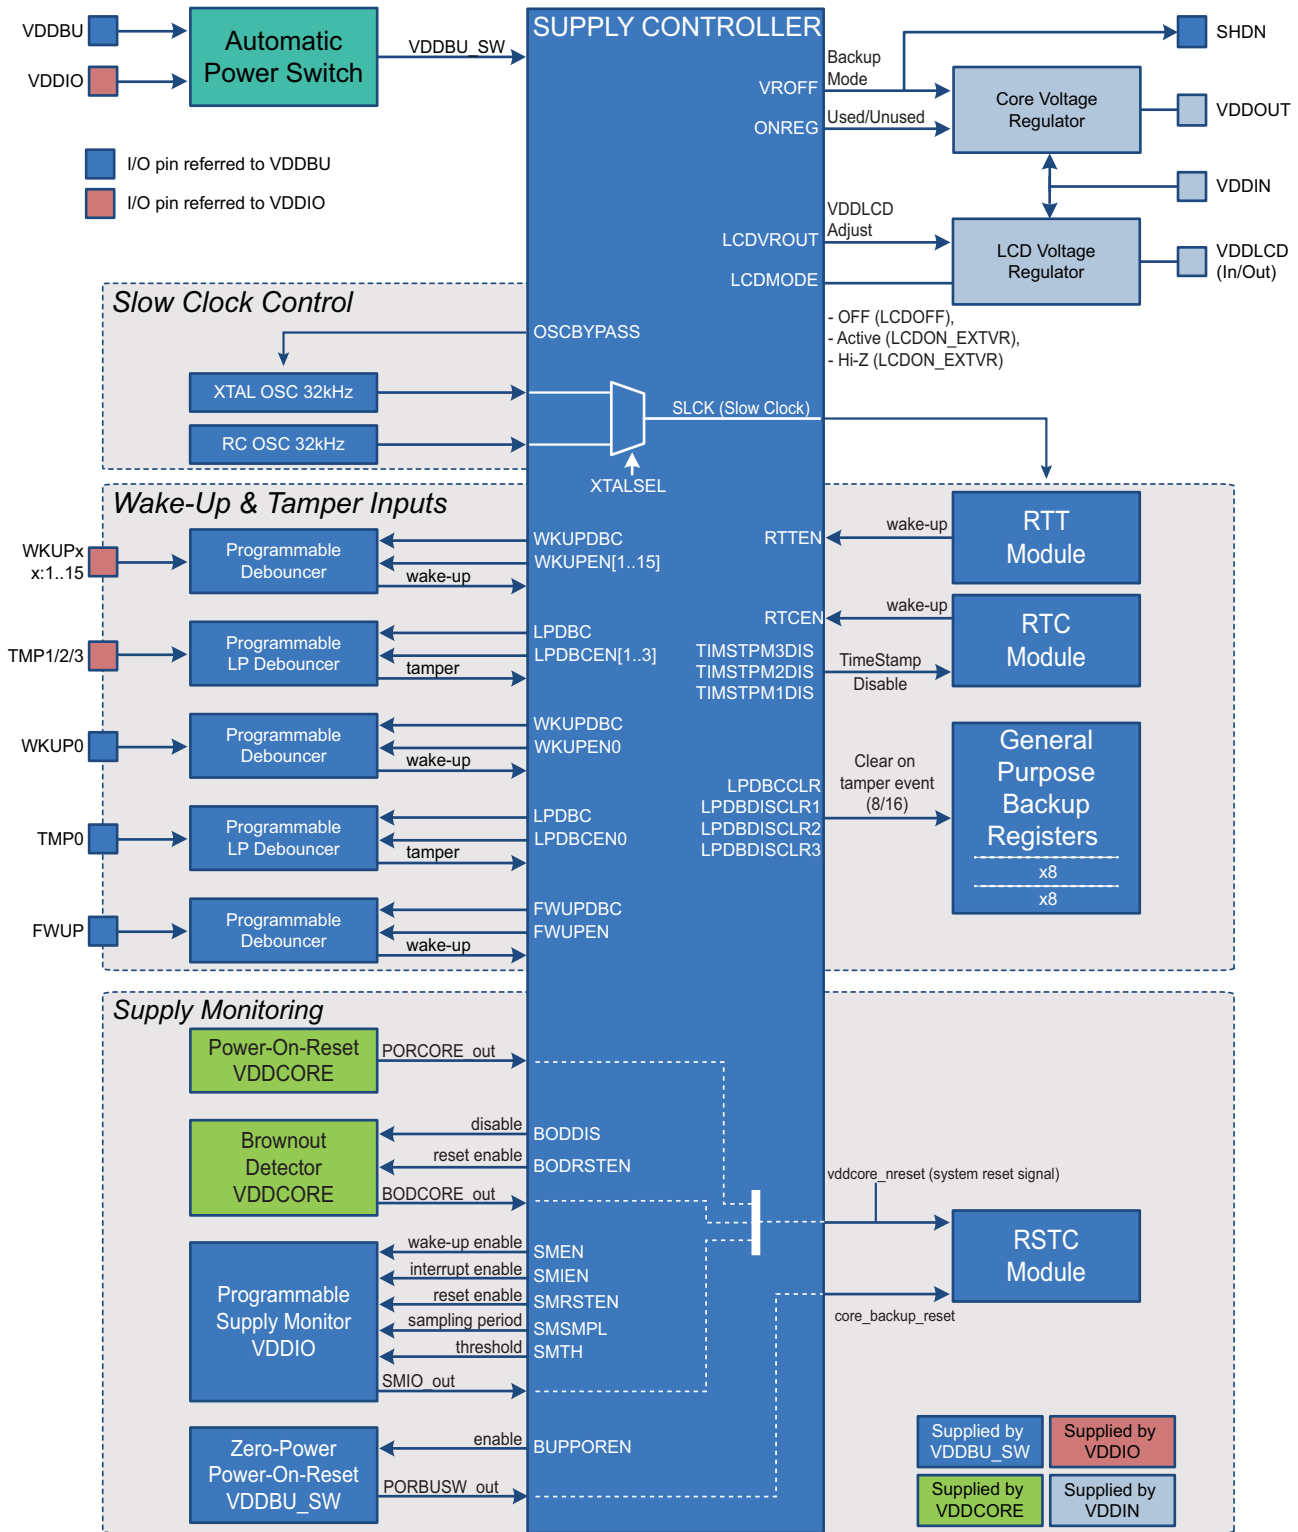 SUPPLY CONTROLLER
VDDBU
VDDIO
Automatic
Power Switch
VDDBU_SW
I/O pin referred to VDDBU
I/O pin referred to VDDIO
VROFF
ONREG
Backup
Mode
Used/Unused
Core Voltage
Regulator
SHDN
VDDOUT
VDDIN
LCDVROUT
LCDMODE
VDDLCD
Adjust
LCD Voltage
Regulator
VDDLCD
(In/Out)
- OFF (LCDOFF),
- Active (LCDON_EXTVR),
- Hi-Z (LCDON_EXTVR)
Slow Clock Control
OSCBYPASS
XTAL OSC 32kHz
RC OSC 32kHz
SLCK (Slow Clock)
XTALSEL
Wake-Up & Tamper Inputs
WKUPx
x:1..15
Programmable
Debouncer
WKUPDBC
WKUPEN[1..15]
wake-up
TMP1/2/3
Programmable
LP Debouncer
LPDBC
LPDBCEN[1..3]
tamper
WKUP0
Programmable
Debouncer
WKUPDBC
WKUPEN0
wake-up
TMP0
Programmable
LP Debouncer
LPDBC
LPDBCEN0
tamper
FWUP
Programmable
Debouncer
FWUPDBC
FWUPEN
wake-up
RTTEN
wake-up
RTT
Module
RTCEN
wake-up
RTC
Module
TIMSTPM3DIS
TIMSTPM2DIS
TIMSTPM1DIS
TimeStamp
Disable
LPDBCCLR
LPDBDISCLR1
LPDBDISCLR2
LPDBDISCLR3
Clear on
tamper event
(8/16)
General
Purpose
Backup
Registers
x8
x8
Supply Monitoring
Power-On-Reset
VDDCORE
PORCORE_out
Brownout
Detector
VDDCORE
disable
reset enable
BODCORE_out
BODDIS
BODRSTEN
Programmable
Supply Monitor
VDDIO
wake-up enable
interrupt enable
reset enable
sampling period
threshold
SMIO_out
SMEN
SMIEN
SMRSTEN
SMSMPL
SMTH
Zero-Power
Power-On-Reset
VDDBU_SW
enable
PORBUSW_out
BUPPOREN
vddcore_nreset (system reset signal)
RSTC
Module
core_backup_reset
Supplied by
VDDBU_SW
Supplied by
VDDIO
Supplied by
VDDCORE
Supplied by
VDDIN